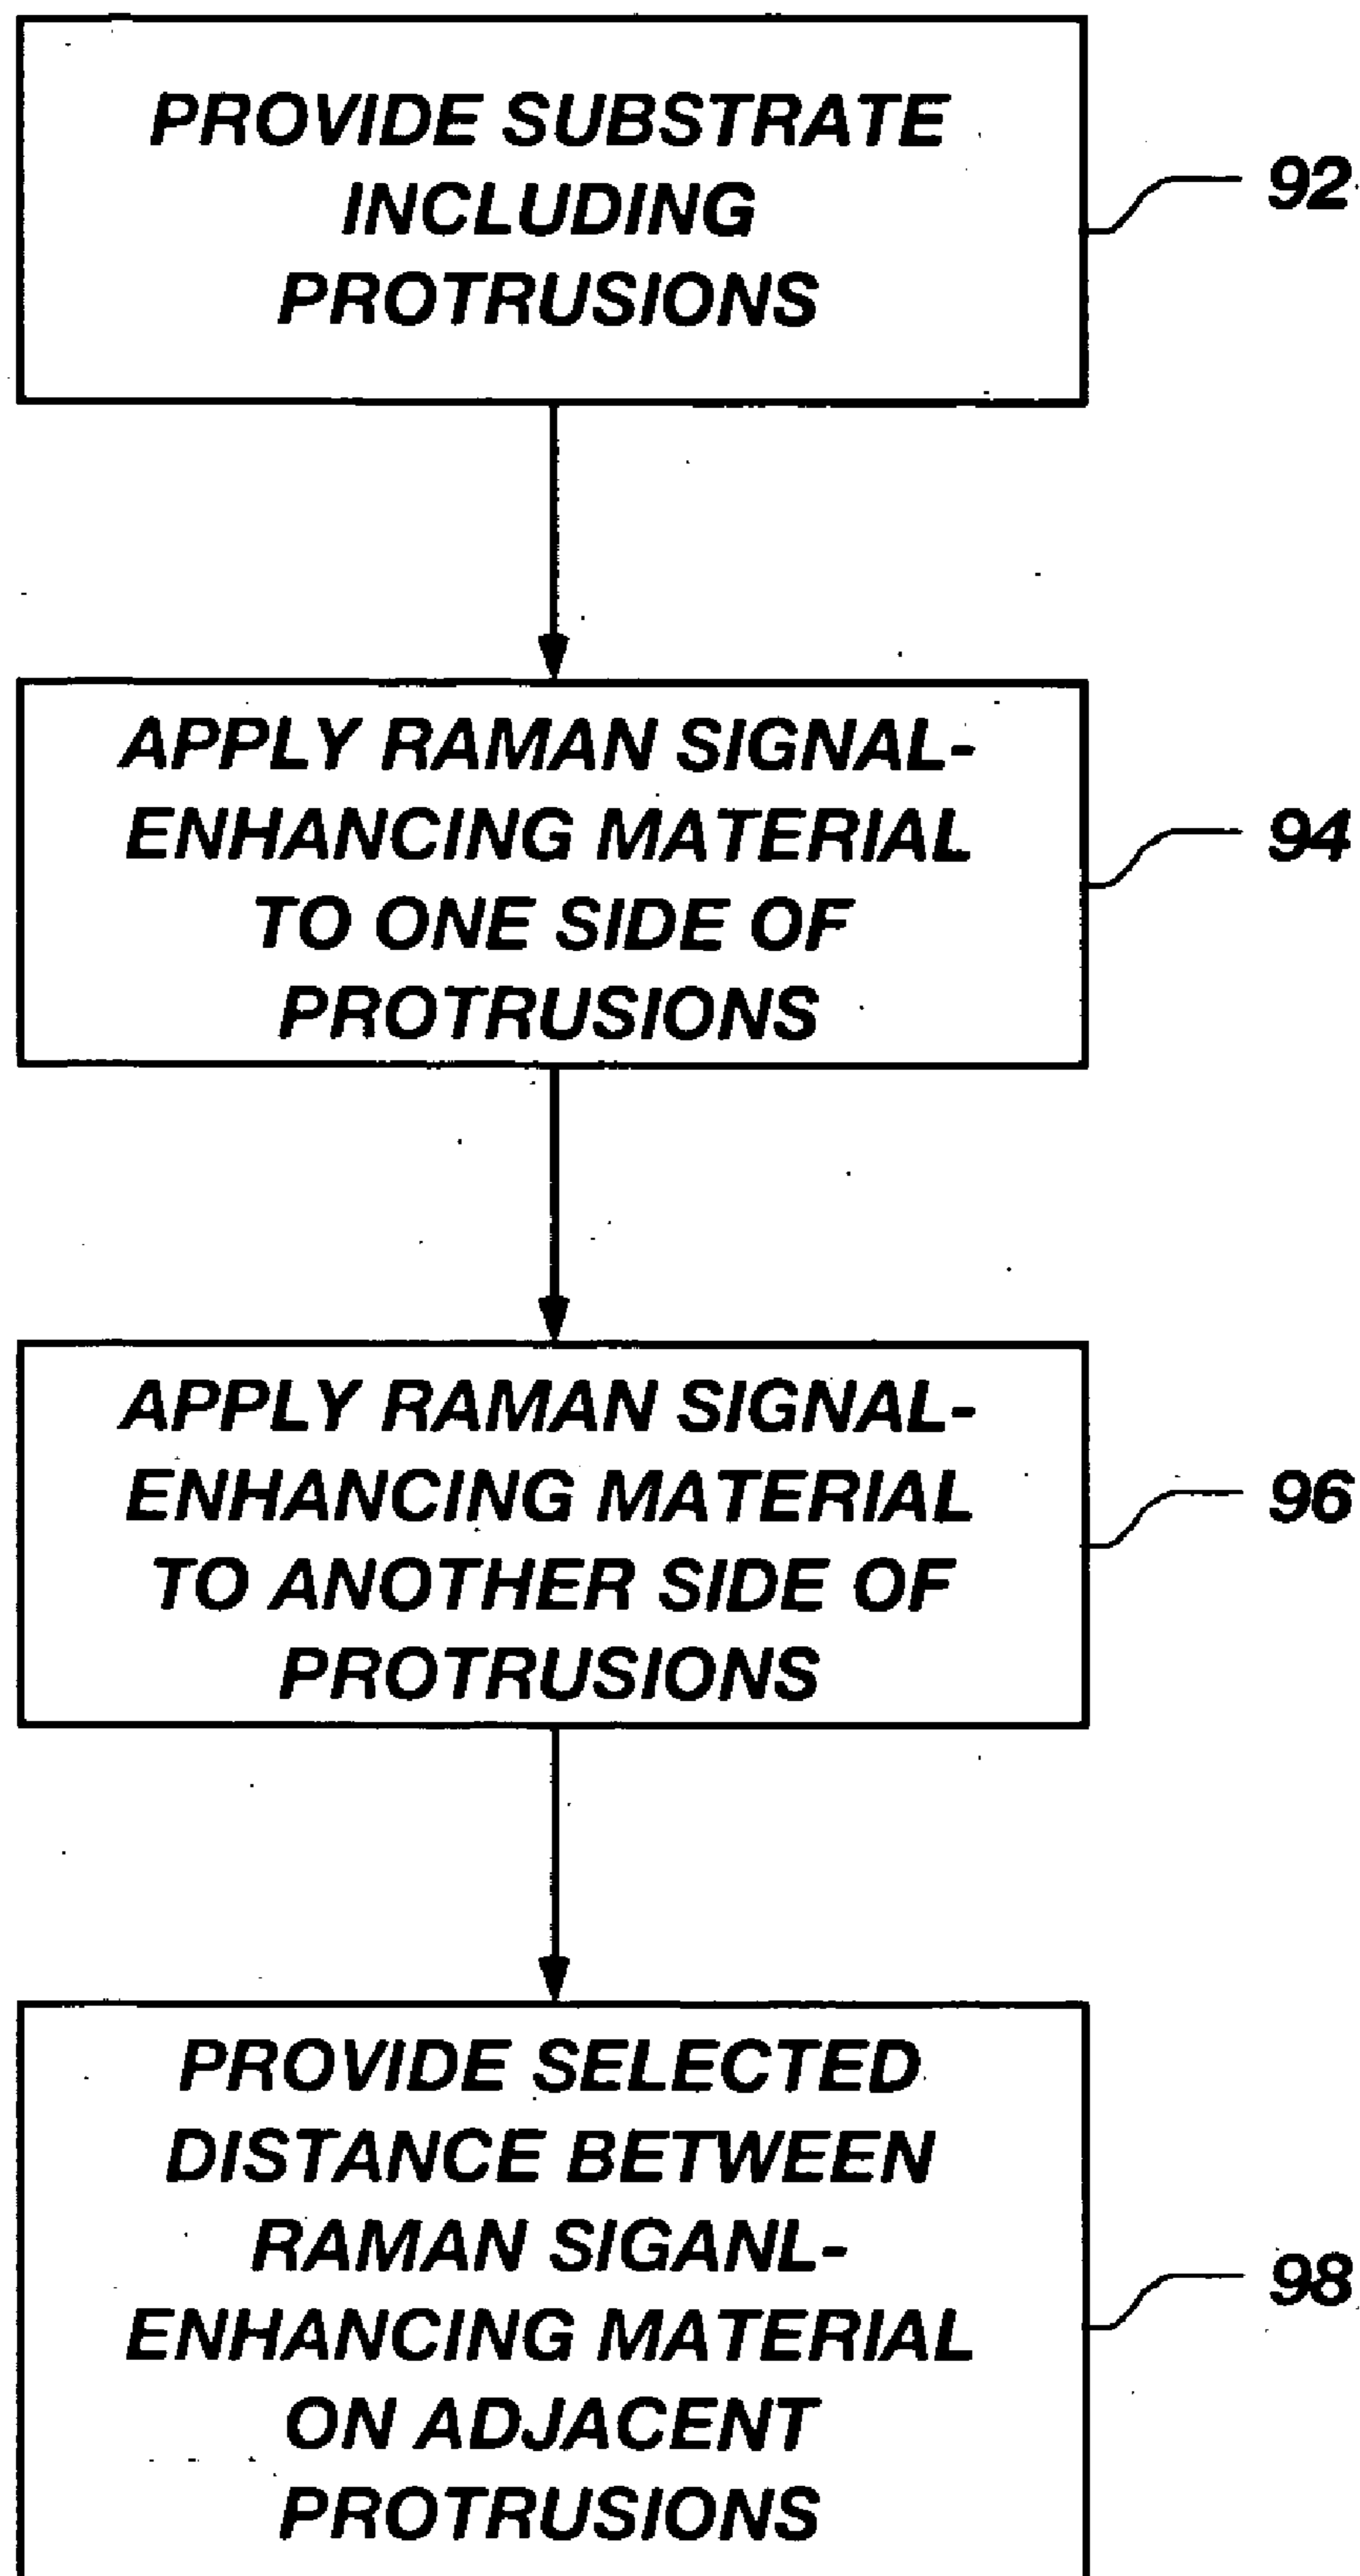 PROVIDE SUBSTRATE
INCLUDING
PROTRUSIONS
92
APPLY RAMAN SIGNAL-
ENHANCING MATERIAL
TO ONE SIDE OF
PROTRUSIONS
94
APPLY RAMAN SIGNAL-
ENHANCING MATERIAL
TO ANOTHER SIDE OF
PROTRUSIONS
96
PROVIDE SELECTED
DISTANCE BETWEEN
RAMAN SIGANL-
ENHANCING MATERIAL
ON ADJACENT
PROTRUSIONS
98